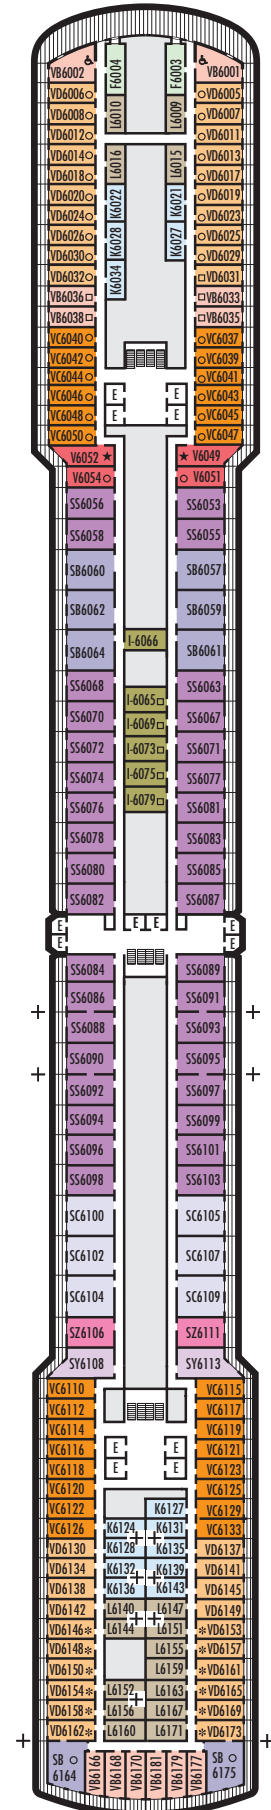 VB6002 F6004 F6003 VB6001
VD6006 L6010 L6009 VD6005
VD6008 VD6007
VD6012 VD6011
VD6014 L6016 L6015 VD6013
VD6018 VD6017
VD6020 K6022 K6021 VD6019
VD6024 VD6023
VD6026 K6028 K6027 VD6025
VD6030 VD6029
VD6032 K6034 VD6031
VB6036 VB6033
VB6038 VB6035
VC6040 VC6037
VC6042 VC6039
VC6044 VC6041
VC6046 E E VC6043
VC6048 E E VC6045
VC6050 VC6047
V6052 V6049
V6054 V6051
SS6056 SS6053
SS6058 SS6055
SB6060 SB6057
SB6062 SB6059
SB6064 I-6066 SB6061
SS6068 I-6065 SS6063
SS6070 I-6069 SS6067
SS6072 I-6073 SS6071
SS6074 I-6075 SS6077
SS6076 I-6079 SS6081
SS6078 SS6083
SS6080 SS6085
SS6082 SS6087
E E E E
E E
SS6084 SS6089
SS6086 SS6091
SS6088 SS6093
SS6090 SS6095
SS6092 SS6097
SS6094 SS6099
SS6096 SS6101
SS6098 SS6103
SC6100 SC6105
SC6102 SC6107
SC6104 SC6109
SZ6106 SZ6111
SY6108 SY6113
VC6110 VC6115
VC6112 VC6117
VC6114 VC6119
VC6116 E E VC6121
VC6118 E E VC6123
VC6120 VC6125
VC6122 K6127 VC6129
VC6126 K6124 K6131 VC6133
VD6130 K6128 K6135 VD6137
VD6134 K6132 K6139 VD6141
VD6138 K6136 K6143 VD6145
VD6142 L6140 L6147 VD6149
VD6146 L6144 L6151 VD6153
VD6148 L6155 VD6157
VD6150 L6159 VD6161
VD6154 L6152 L6163 VD6165
VD6158 L6156 L6167 VD6169
VD6162 L6160 L6171 VD6173
SB 6164 VB6166 VB6168 VB6170 VB6181 VB6179 VB6177 SB 6175